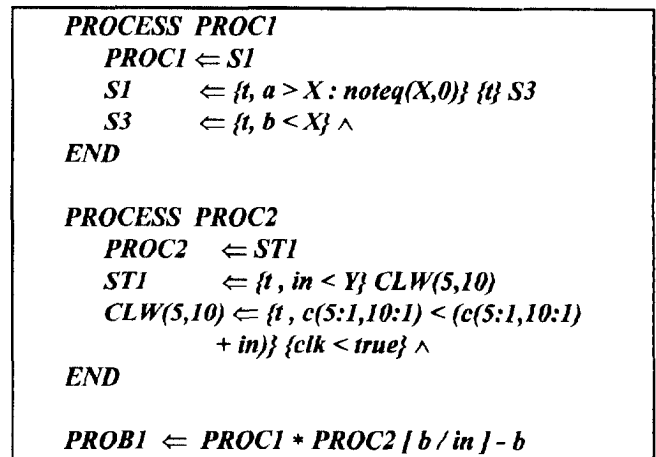 PROCESS PROC1
PROC1 ⇐ S1
S1 ⇐ {t, a > X : noteq(X,0)} {t} S3
S3 ⇐ {t, b < X} ∧
END
PROCESS PROC2
PROC2 ⇐ ST1
ST1 ⇐ {t , in < Y} CLW(5,10)
CLW(5,10) ⇐ {t , c(5:1,10:1) < (c(5:1,10:1)
+ in)} {clk < true} ∧
END
PROB1 ⇐ PROC1 * PROC2 [ b / in ] - b